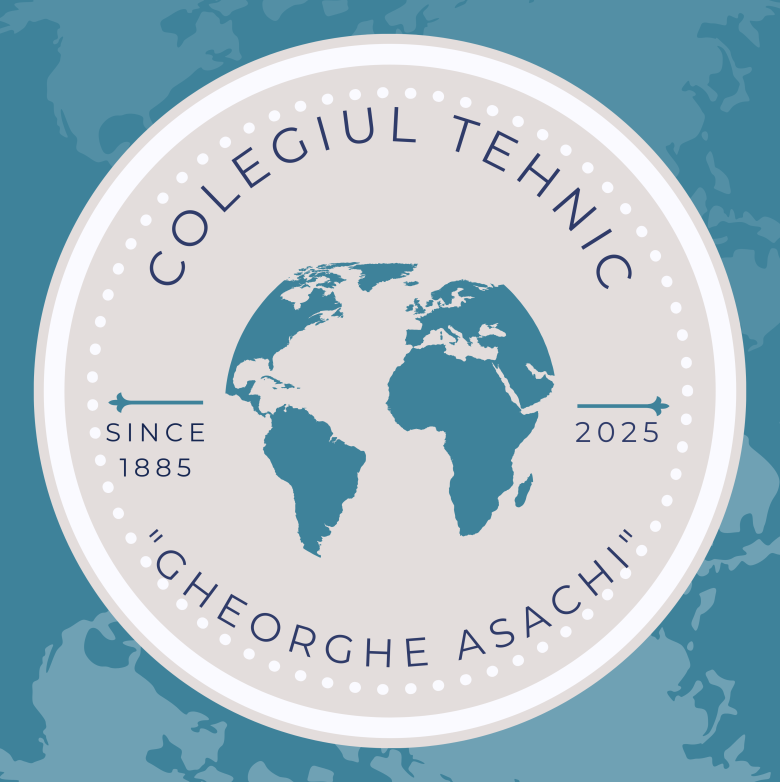 COLEGIUL TEHNIC
SINCE
1885
2025
"GHEORGHE ASACHI"